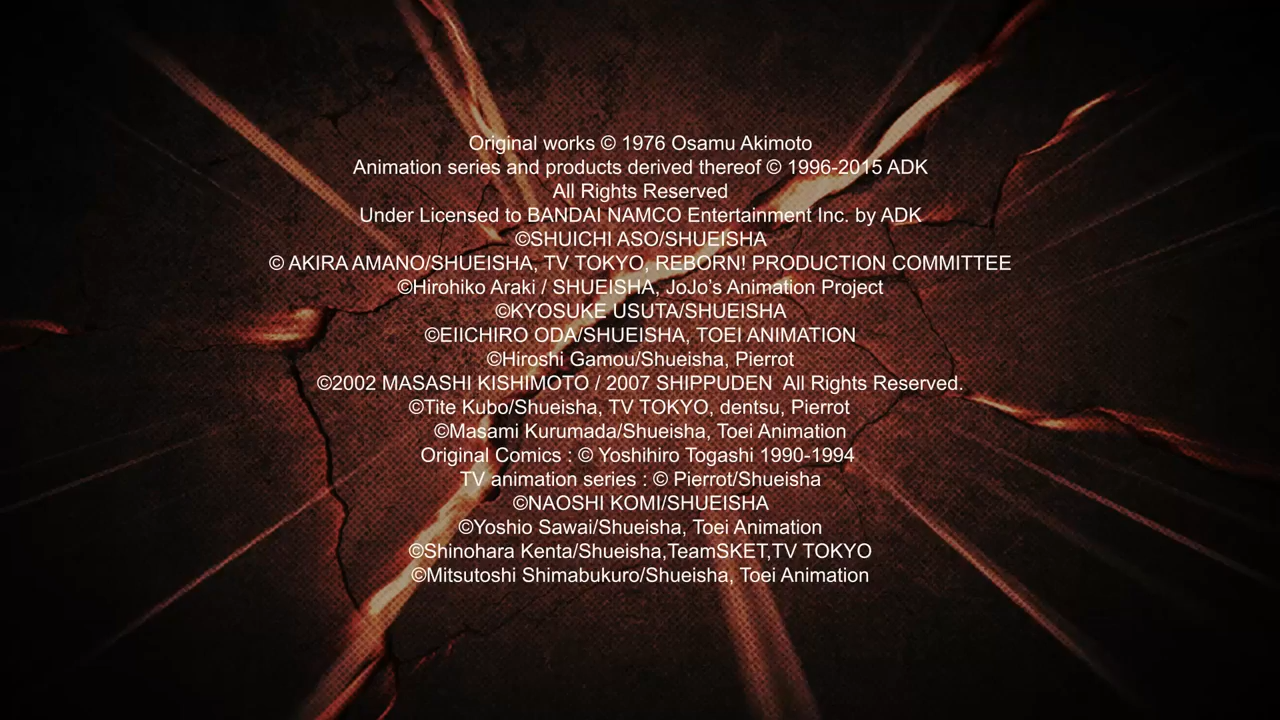 Original works © 1976 Osamu Akimoto
Animation series and products derived thereof © 1996-2015 ADK
All Rights Reserved
Under Licensed to BANDAI NAMCO Entertainment Inc. by ADK
©SHUICHI ASO/SHUEISHA
© AKIRA AMANO/SHUEISHA, TV TOKYO, REBORN! PRODUCTION COMMITTEE
©Hirohiko Araki / SHUEISHA, JoJo’s Animation Project
©KYOSUKE USUTA/SHUEISHA
©EIICHIRO ODA/SHUEISHA, TOEI ANIMATION
©Hiroshi Gamou/Shueisha, Pierrot
©2002 MASASHI KISHIMOTO / 2007 SHIPPUDEN  All Rights Reserved.
©Tite Kubo/Shueisha, TV TOKYO, dentsu, Pierrot
©Masami Kurumada/Shueisha, Toei Animation
Original Comics : © Yoshihiro Togashi 1990-1994
TV animation series : © Pierrot/Shueisha
©NAOSHI KOMI/SHUEISHA
©Yoshio Sawai/Shueisha, Toei Animation
©Shinohara Kenta/Shueisha,TeamSKET,TV TOKYO
©Mitsutoshi Shimabukuro/Shueisha, Toei Animation